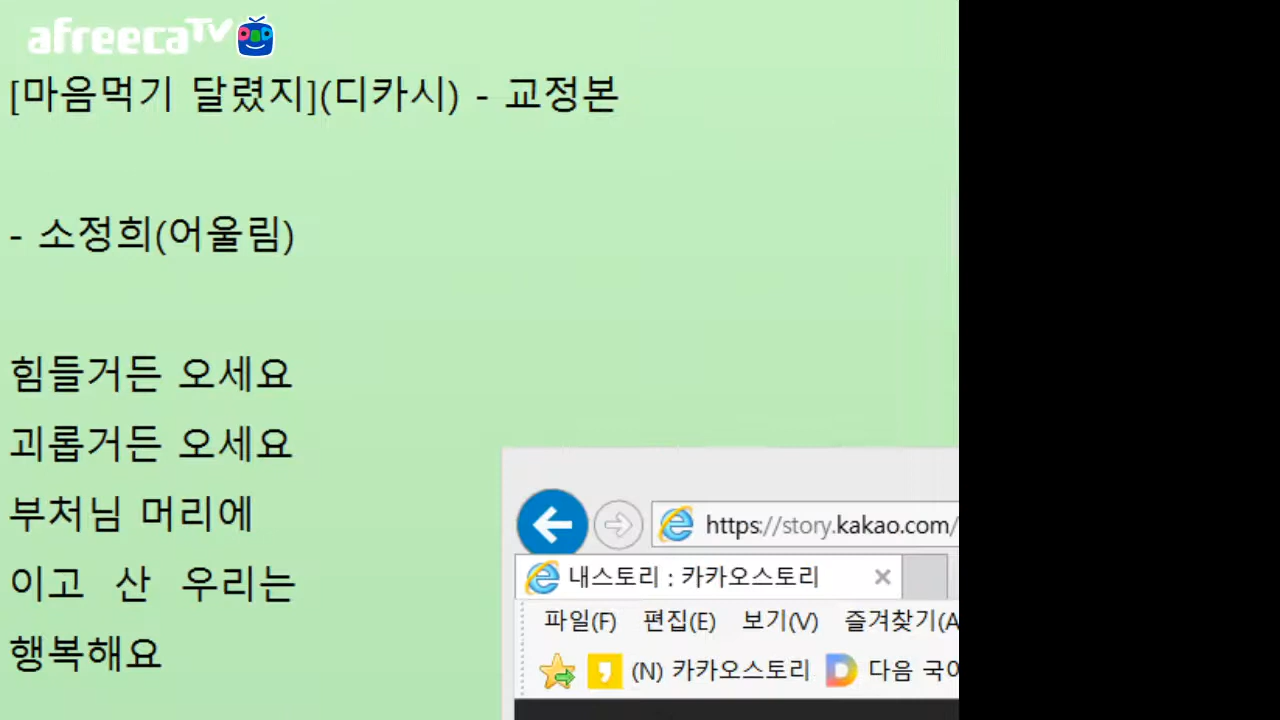 afreecaTV
[마음먹기 달렸지](디카시) - 교정본
- 소정희(어울림)
힘들거든 오세요
괴롭거든 오세요
부처님 머리에
이고 산 우리는
행복해요
https://story.kakao.com/
내스토리 : 카카오스토리
파일(F) 편집(E) 보기(V) 즐겨찾기(A
(N) 카카오스토리 다음 국어